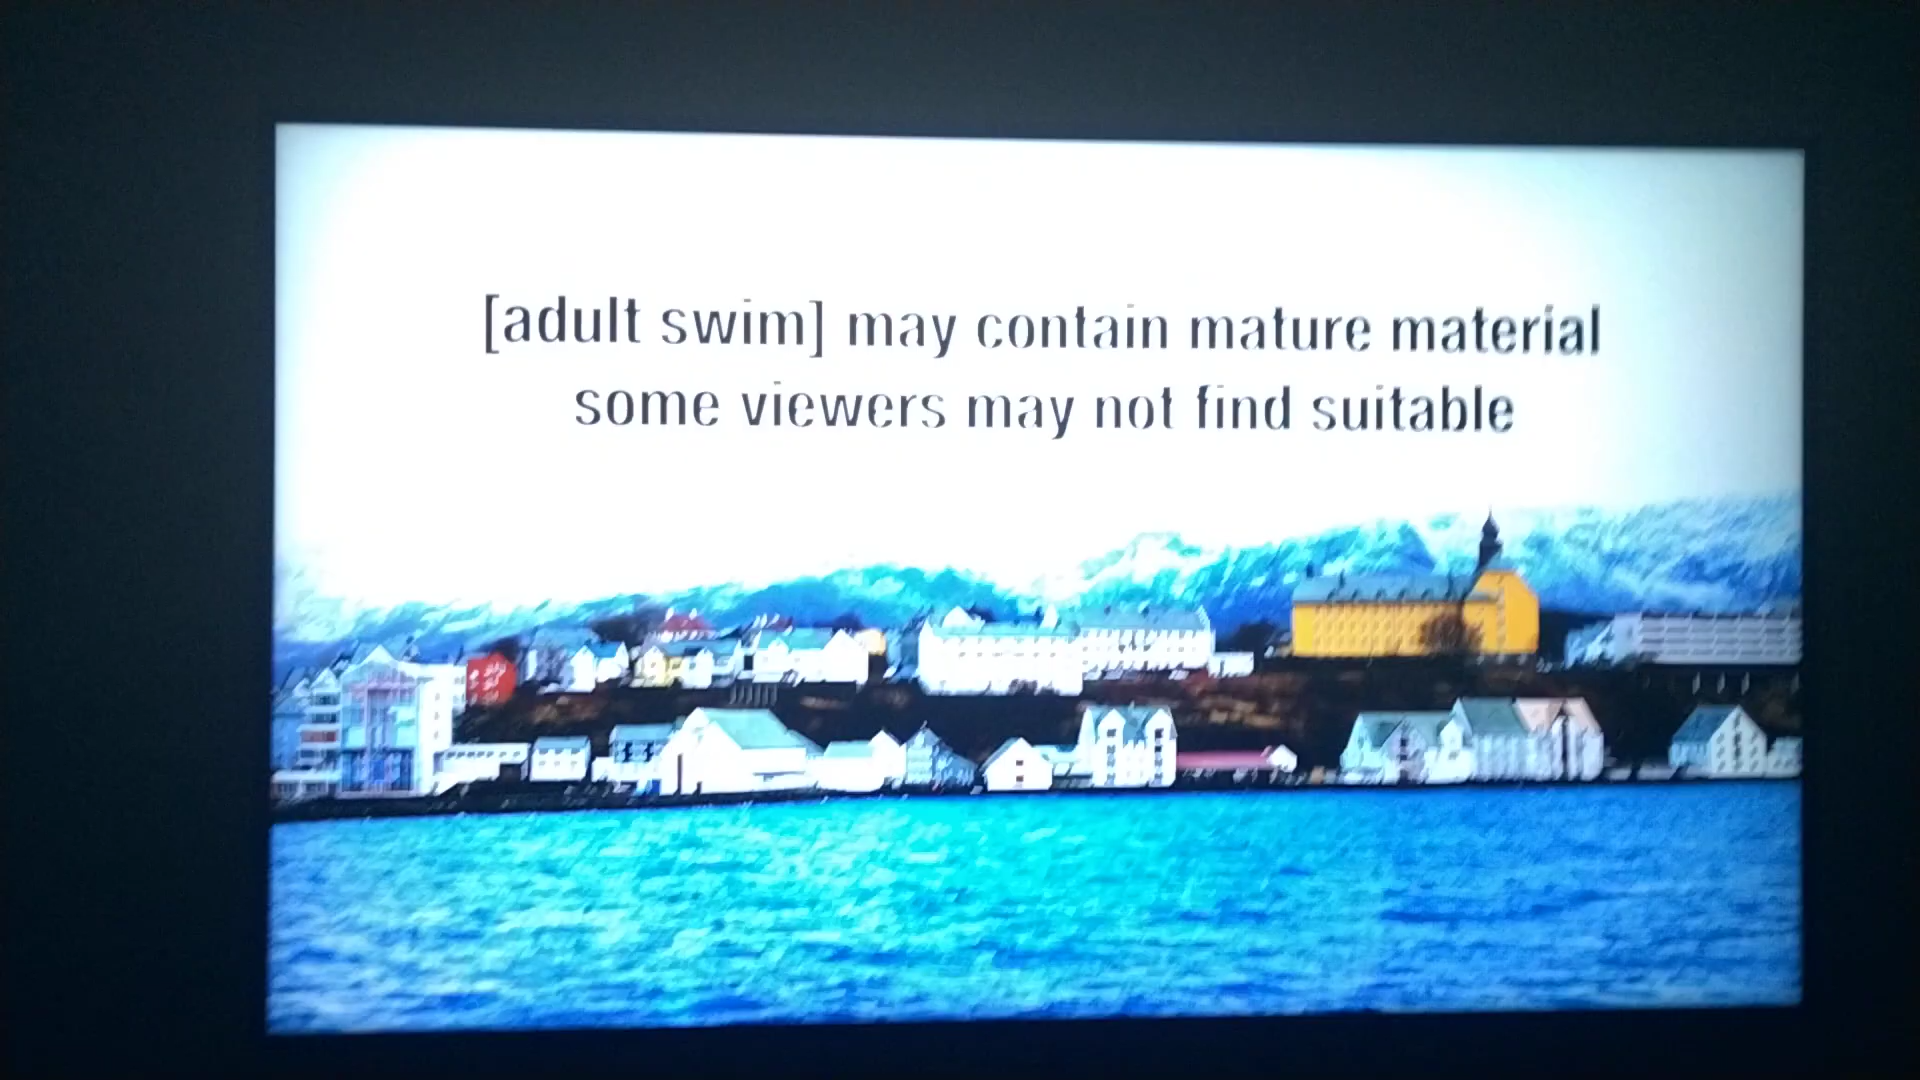 [adult swim] may contain mature material
some viewers may not find suitable